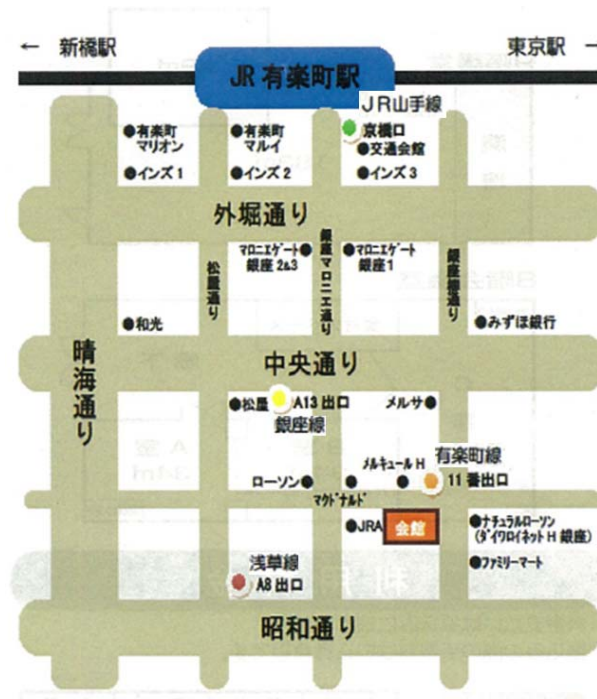 ← 新橋駅
東京駅 →
JR 有楽町駅
JR山手線
京橋口
●有楽町
マリオン
●有楽町
マルイ
●交通会館
●インズ 1
●インズ 2
●インズ 3
外堀通り
マロニエゲート●
銀座 2&3
●マロニエゲート
銀座1
松屋通り
銀座マロニエ通り
銀座桜通り
●和光
●みずほ銀行
晴海通り
中央通り
●松屋
A13 出口
メルサ●
銀座線
有楽町線
11 番出口
ローソン●
メルキュールH
マクドナルド
●JRA
会館
●ナチュラルローソン
(ダイワロイネットH 銀座)
●ファミリーマート
浅草線
A8 出口
昭和通り